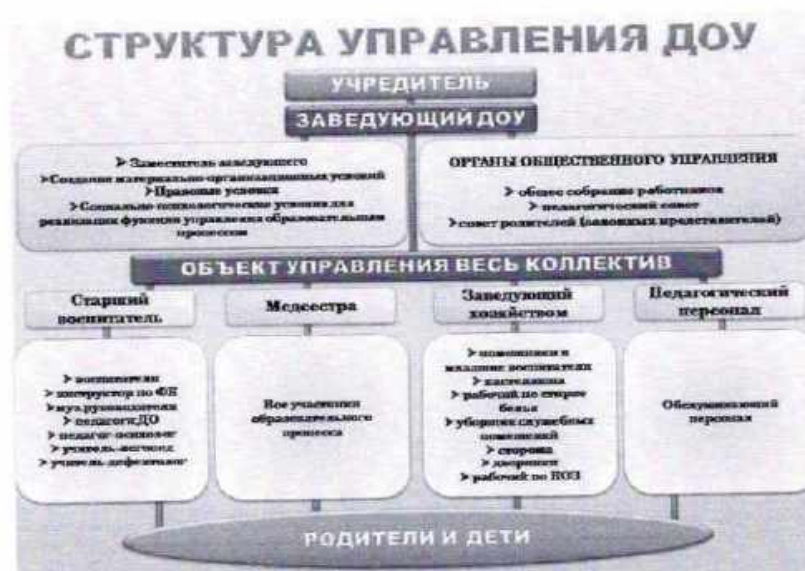 СТРУКТУРА УПРАВЛЕНИЯ ДОУ
УЧРЕДИТЕЛЬ
ЗАВЕДУЮЩИЙ ДОУ
➢ Заместитель заведующего
➢ Создание материально-организационных условий
➢ Правовые условия
➢ Социально психологические условия для
реализации функции управления образовательным
процессом
ОРГАНЫ ОБЩЕСТВЕННОГО УПРАВЛЕНИЯ
➢ общее собрание работников
➢ педагогический совет
➢ совет родителей (законных представителей)
ОБЪЕКТ УПРАВЛЕНИЯ ВЕСЬ КОЛЛЕКТИВ
Старший
воспитатель
Медсестра
Заведующий
хозяйством
Педагогический
персонал
➢ воспитатели
➢ инструктор по ФК
➢ муз.руководители
➢ педагоги ДО
➢ педагог-психолог
➢ учитель-логопед
➢ учитель-дефектолог
Все участники
образовательного
процесса
➢ помощники и
младшие воспитатели
➢ кастелянша
➢ рабочий по стирке
белья
➢ уборщик служебных
помещений
➢ сторожа
➢ дворники
➢ рабочий по КОЗ
Обслуживающий
персонал
РОДИТЕЛИ И ДЕТИ